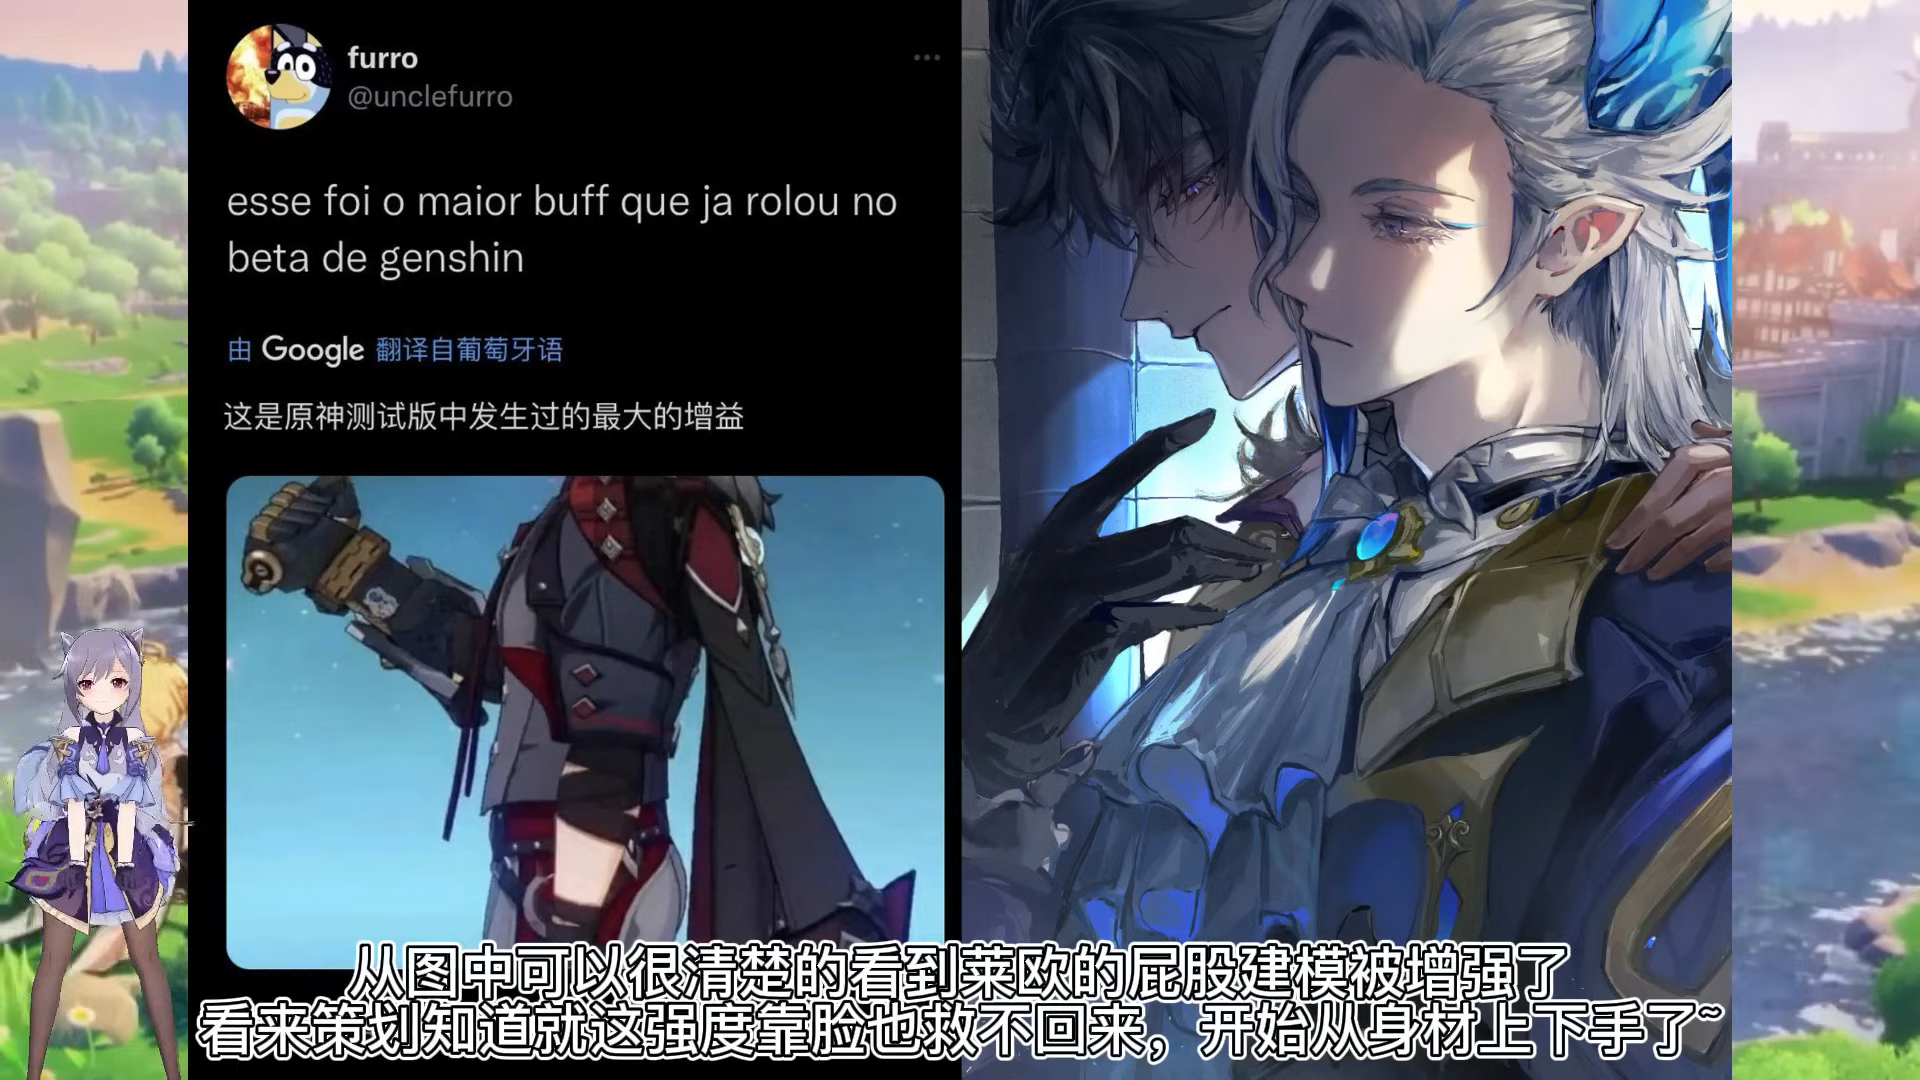 furro
@unclefurro
esse foi o maior buff que ja rolou no
beta de genshin
由 Google 翻译自葡萄牙语
这是原神测试版中发生过的最大的增益
从图中可以很清楚的看到莱欧的屁股建模被增强了
看来策划知道就这强度靠脸也救不回来，开始从身材上下手了~